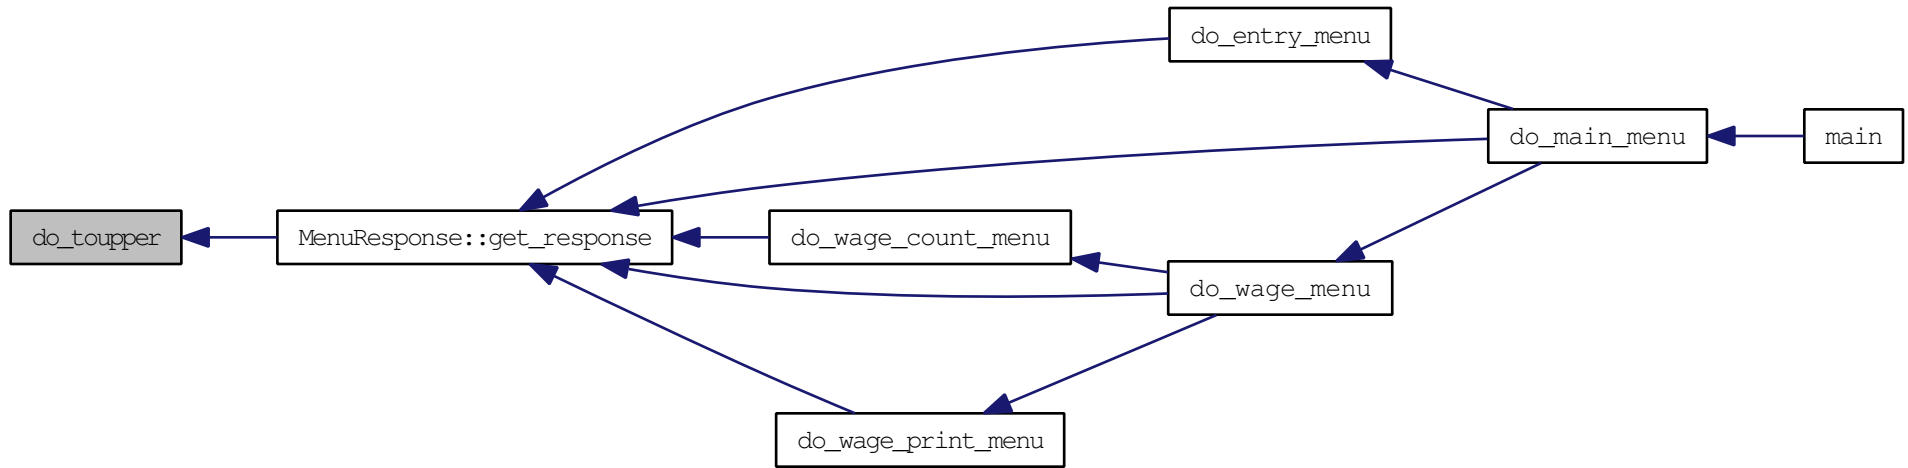 do_entry_menu
do_main_menu
main
do_toupper
MenuResponse::get_response
do_wage_count_menu
do_wage_menu
do_wage_print_menu